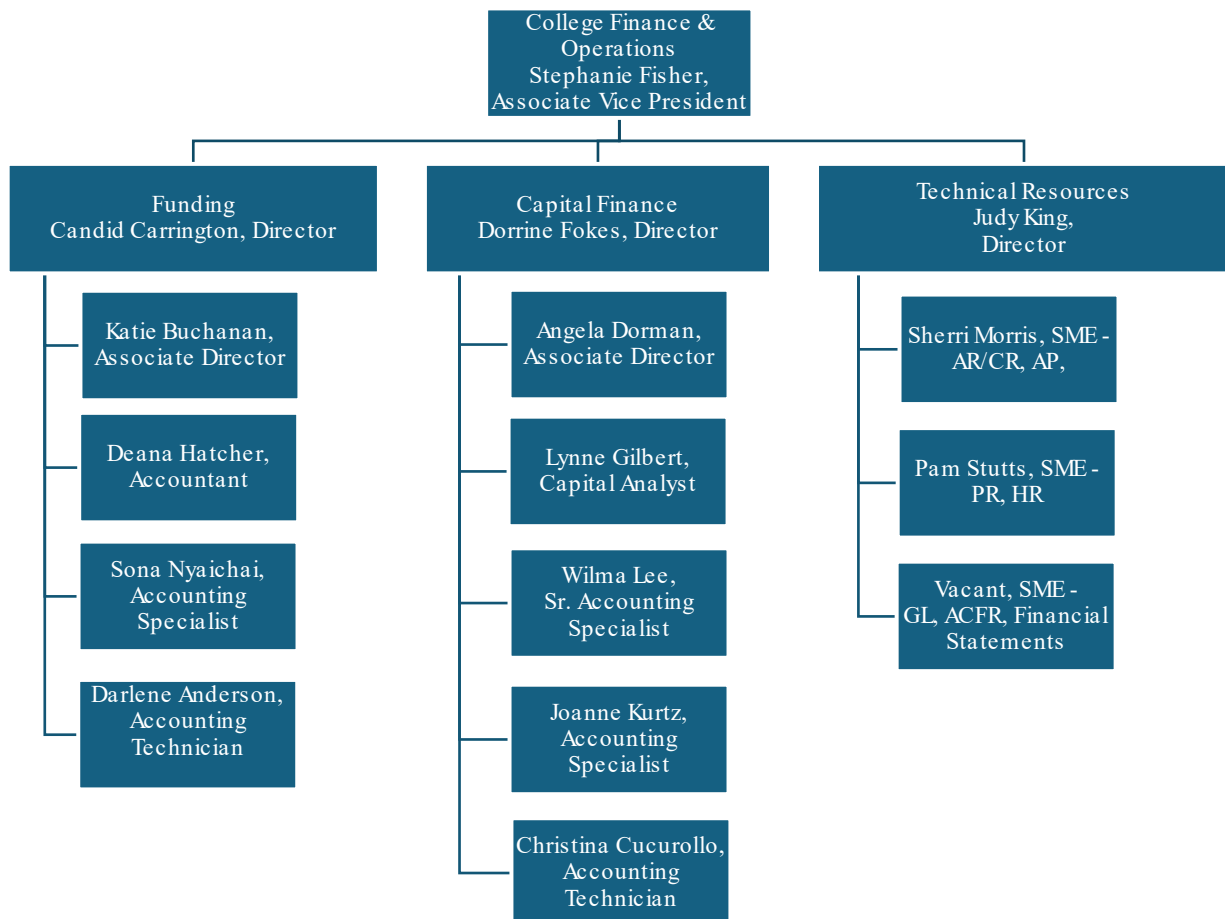 College Finance &
Operations
Stephanie Fisher,
Associate Vice President
Funding
Candid Carrington, Director
Katie Buchanan,
Associate Director
Deana Hatcher,
Accountant
Sona Nyaichai,
Accounting
Specialist
Darlene Anderson,
Accounting
Technician
Capital Finance
Dorrine Fokes, Director
Angela Dorman,
Associate Director
Lynne Gilbert,
Capital Analyst
Wilma Lee,
Sr. Accounting
Specialist
Joanne Kurtz,
Accounting
Specialist
Christina Cucurollo,
Accounting
Technician
Technical Resources
Judy King,
Director
Sherri Morris, SME -
AR/CR, AP,
Pam Stutts, SME -
PR, HR
Vacant, SME -
GL, ACFR, Financial
Statements